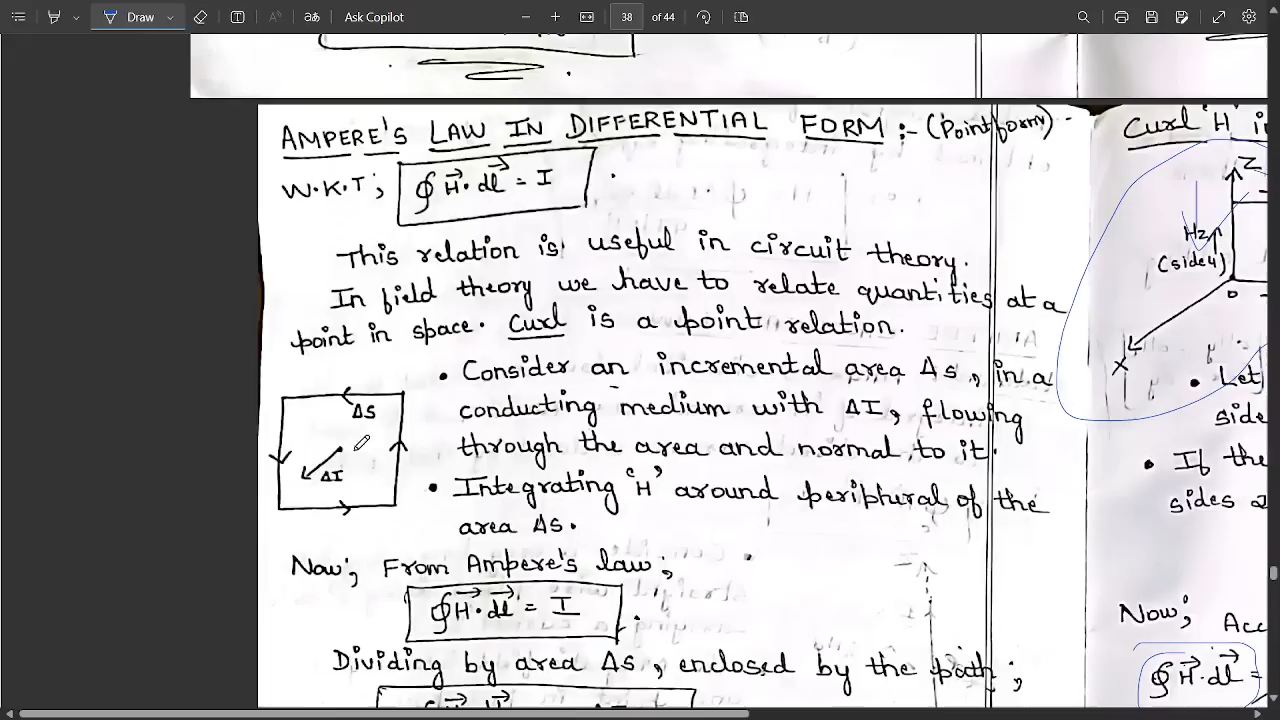 Draw
Ask Copilot
38 of 44
AMPERE'S LAW IN DIFFERENTIAL FORM :- (Point form) -
W.K.T; ∮ H⃗ · dl⃗ = I
This relation is useful in circuit theory.
In field theory we have to relate quantities at a
point in space. Curl is a point relation.
• Consider an incremental area Δs, in a
conducting medium with ΔI, flowing
through the area and normal to it.
ΔS
ΔI
• Integrating 'H' around periphural of the
area Δs.
Now; From Ampere's law;
∮ H⃗ · dl⃗ = I
Dividing by area Δs, enclosed by the path;
Curl H
Z
Hz
(side4)
0
X
• Let
side
• If the
sides
Now; Acc
∮ H⃗ · dl⃗ =